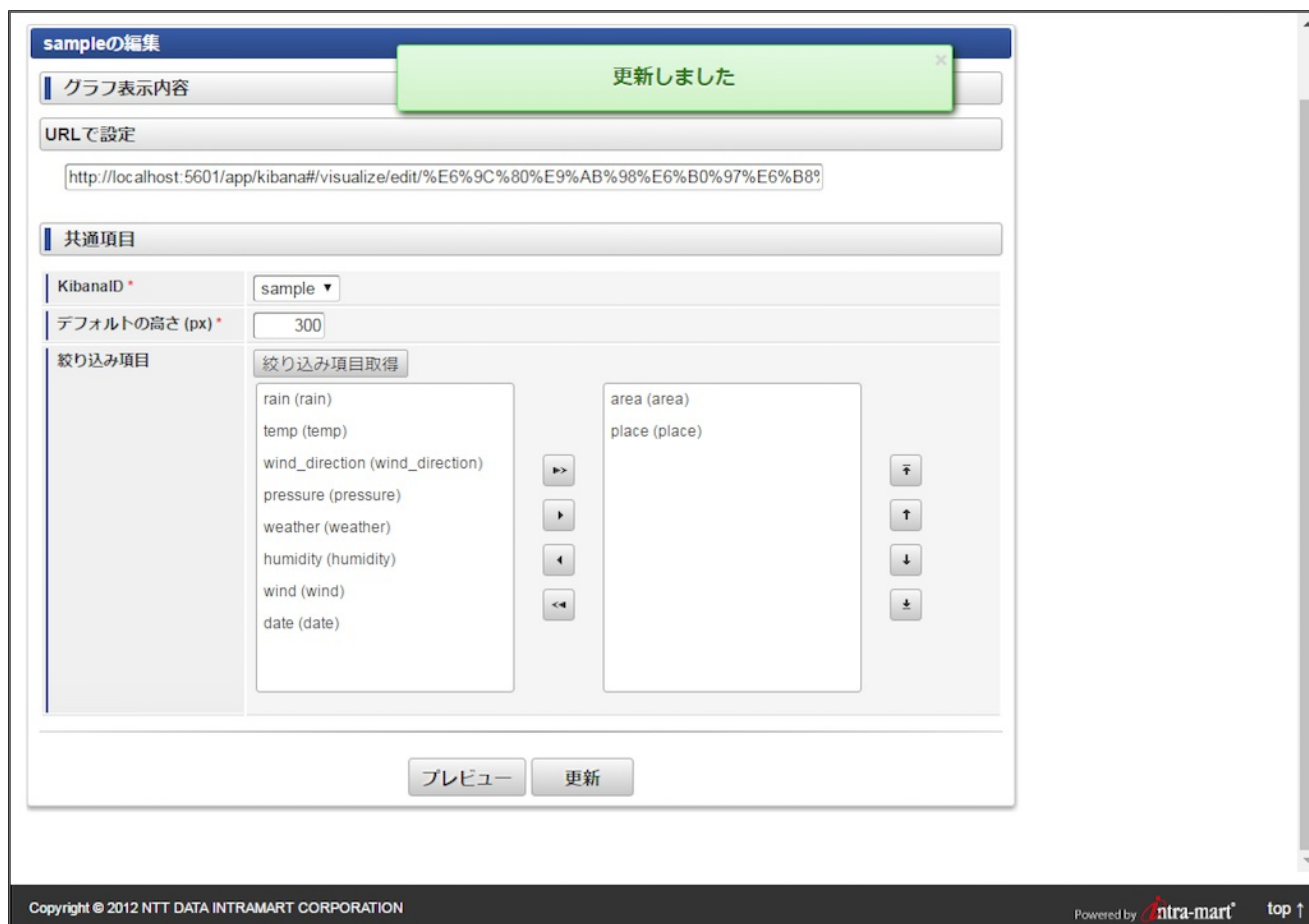 sampleの編集
更新しました
×
グラフ表示内容
URLで設定
http://localhost:5601/app/kibana#/visualize/edit/%E6%9C%80%E9%AB%98%E6%B0%97%E6%B8%
共通項目
KibanaID *
sample ▼
デフォルトの高さ (px) *
300
絞り込み項目
絞り込み項目取得
rain (rain)
temp (temp)
wind_direction (wind_direction)
pressure (pressure)
weather (weather)
humidity (humidity)
wind (wind)
date (date)
area (area)
place (place)
プレビュー
更新
Copyright © 2012 NTT DATA INTRAMART CORPORATION
Powered by intra-mart®
top ↑